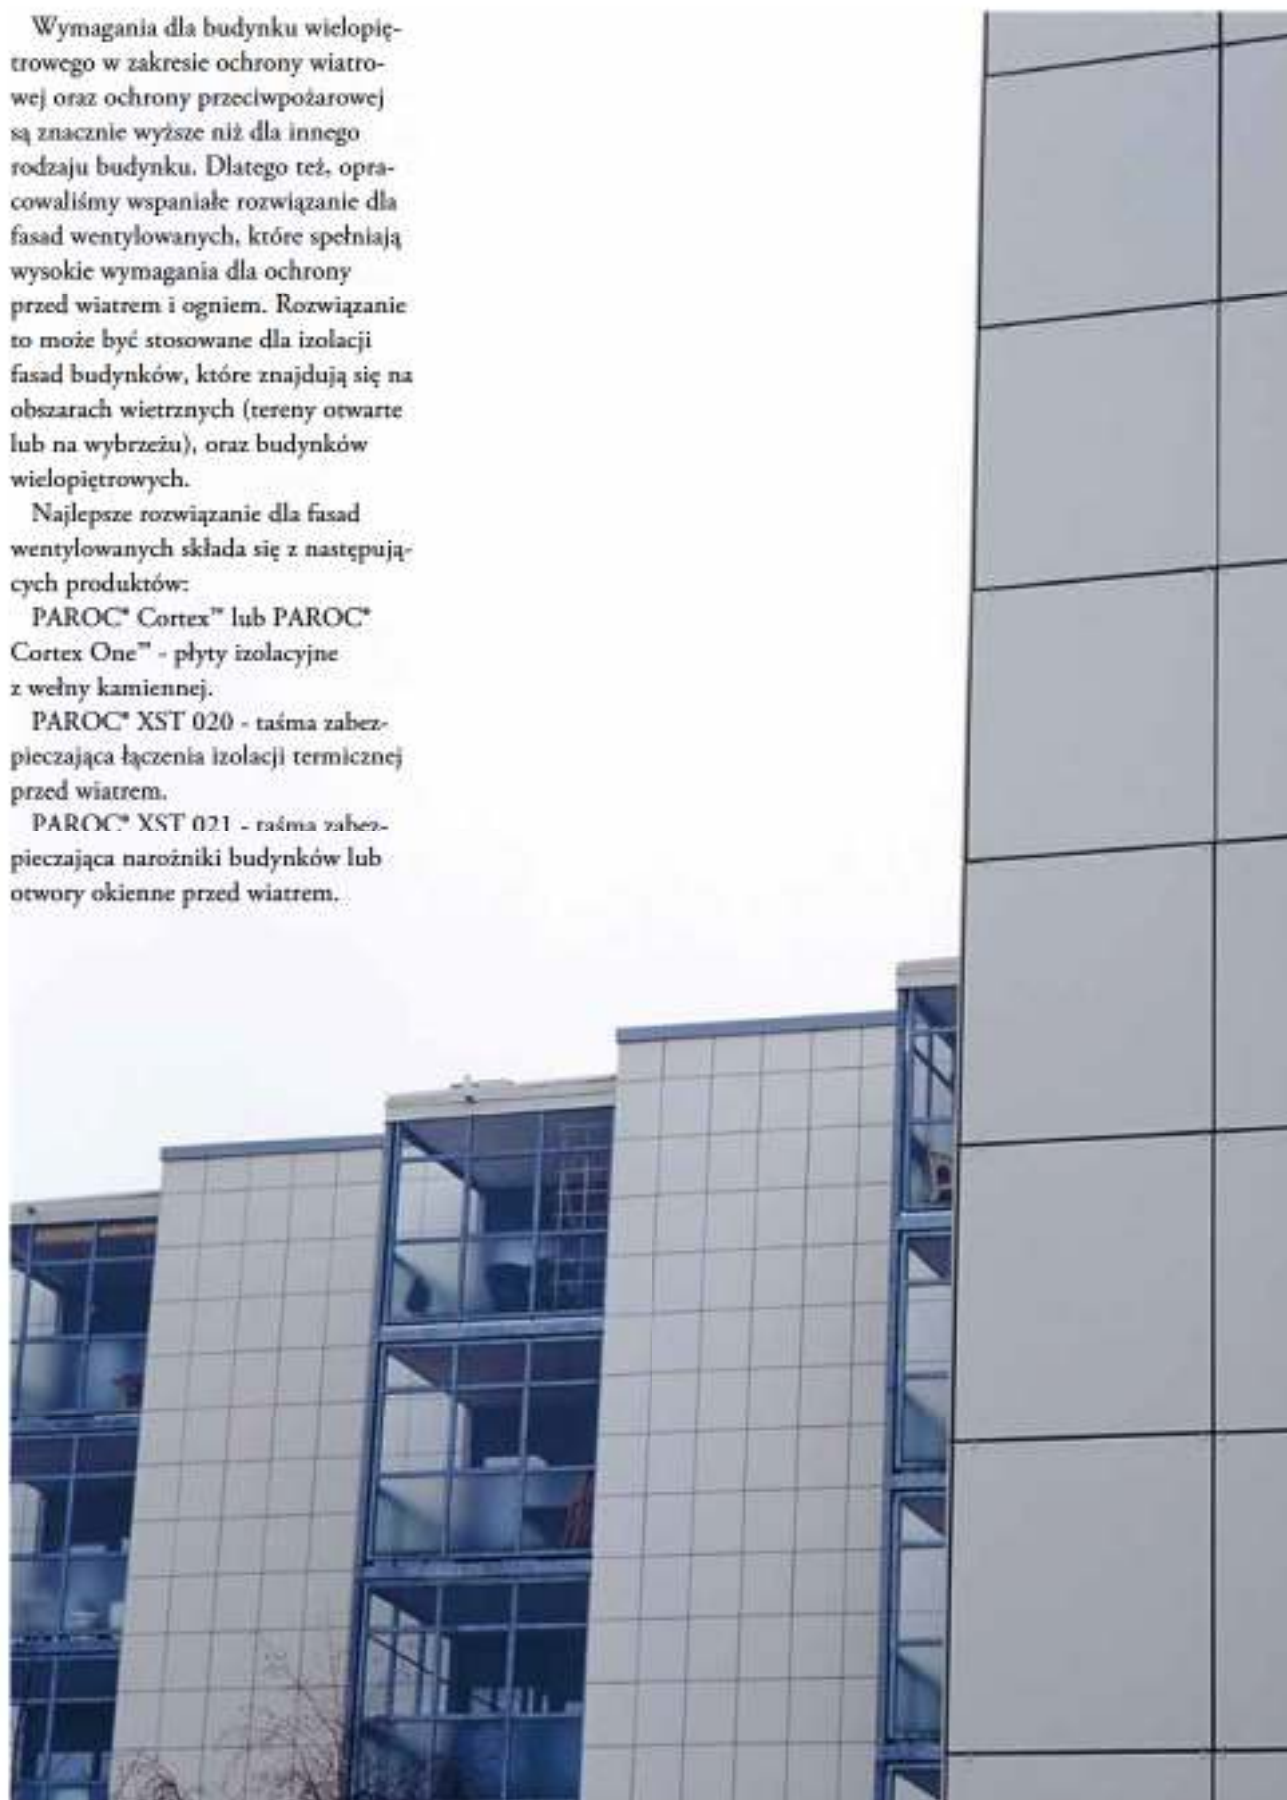 Wymagania dla budynku wielopię-
trowego w zakresie ochrony wiatro-
wej oraz ochrony przeciwpożarowej
są znacznie wyższe niż dla innego
rodzaju budynku. Dlatego też, opra-
cowaliśmy wspaniałe rozwiązanie dla
fasad wentylowanych, które spełniają
wysokie wymagania dla ochrony
przed wiatrem i ogniem. Rozwiązanie
to może być stosowane dla izolacji
fasad budynków, które znajdują się na
obszarach wietrznych (tereny otwarte
lub na wybrzeżu), oraz budynków
wielopiętrowych.
Najlepsze rozwiązanie dla fasad
wentylowanych składa się z następują-
cych produktów:
PAROC® Cortex™ lub PAROC®
Cortex One™ - płyty izolacyjne
z wełny kamiennej.
PAROC® XST 020 - taśma zabez-
pieczająca łączenia izolacji termicznej
przed wiatrem.
PAROC® XST 021 - taśma zabez-
pieczająca narożniki budynków lub
otwory okienne przed wiatrem.